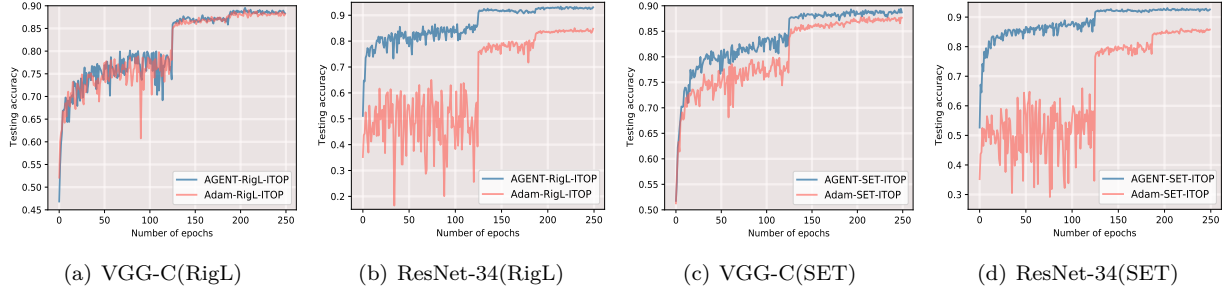 0.90
0.85
0.80
0.75
0.70
0.65
0.60
0.55
0.50
0.45
Testing accuracy
AGENT-RigL-ITOP
Adam-RigL-ITOP
0 50 100 150 200 250
Number of epochs
(a) VGG-C(RigL)
0.9
0.8
0.7
0.6
0.5
0.4
0.3
0.2
Testing accuracy
AGENT-RigL-ITOP
Adam-RigL-ITOP
0 50 100 150 200 250
Number of epochs
(b) ResNet-34(RigL)
0.90
0.85
0.80
0.75
0.70
0.65
0.60
0.55
0.50
Testing accuracy
AGENT-SET-ITOP
Adam-SET-ITOP
0 50 100 150 200 250
Number of epochs
(c) VGG-C(SET)
0.9
0.8
0.7
0.6
0.5
0.4
0.3
Testing accuracy
AGENT-SET-ITOP
Adam-SET-ITOP
0 50 100 150 200 250
Number of epochs
(d) ResNet-34(SET)